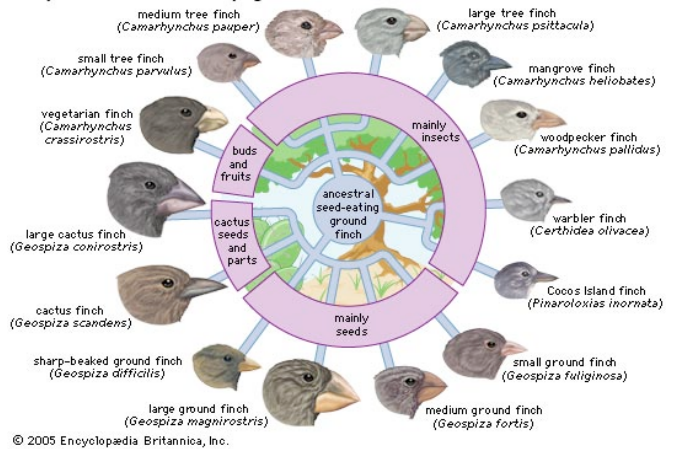 medium tree finch
(Camarhynchus pauper)
large tree finch
(Camarhynchus psittacula)
small tree finch
(Camarhynchus parvulus)
mangrove finch
(Camarhynchus heliobates)
vegetarian finch
(Camarhynchus
crassirostris)
woodpecker finch
(Camarhynchus pallidus)
mainly
insects
buds
and
fruits
ancestral
seed-eating
ground
finch
warbler finch
(Certhidea olivacea)
large cactus finch
(Geospiza conirostris)
cactus
seeds
and
parts
Cocos Island finch
(Pinaroloxias inornata)
cactus finch
(Geospiza scandens)
mainly
seeds
sharp-beaked ground finch
(Geospiza difficilis)
small ground finch
(Geospiza fuliginosa)
large ground finch
(Geospiza magnirostris)
medium ground finch
(Geospiza fortis)
© 2005 Encyclopædia Britannica, Inc.